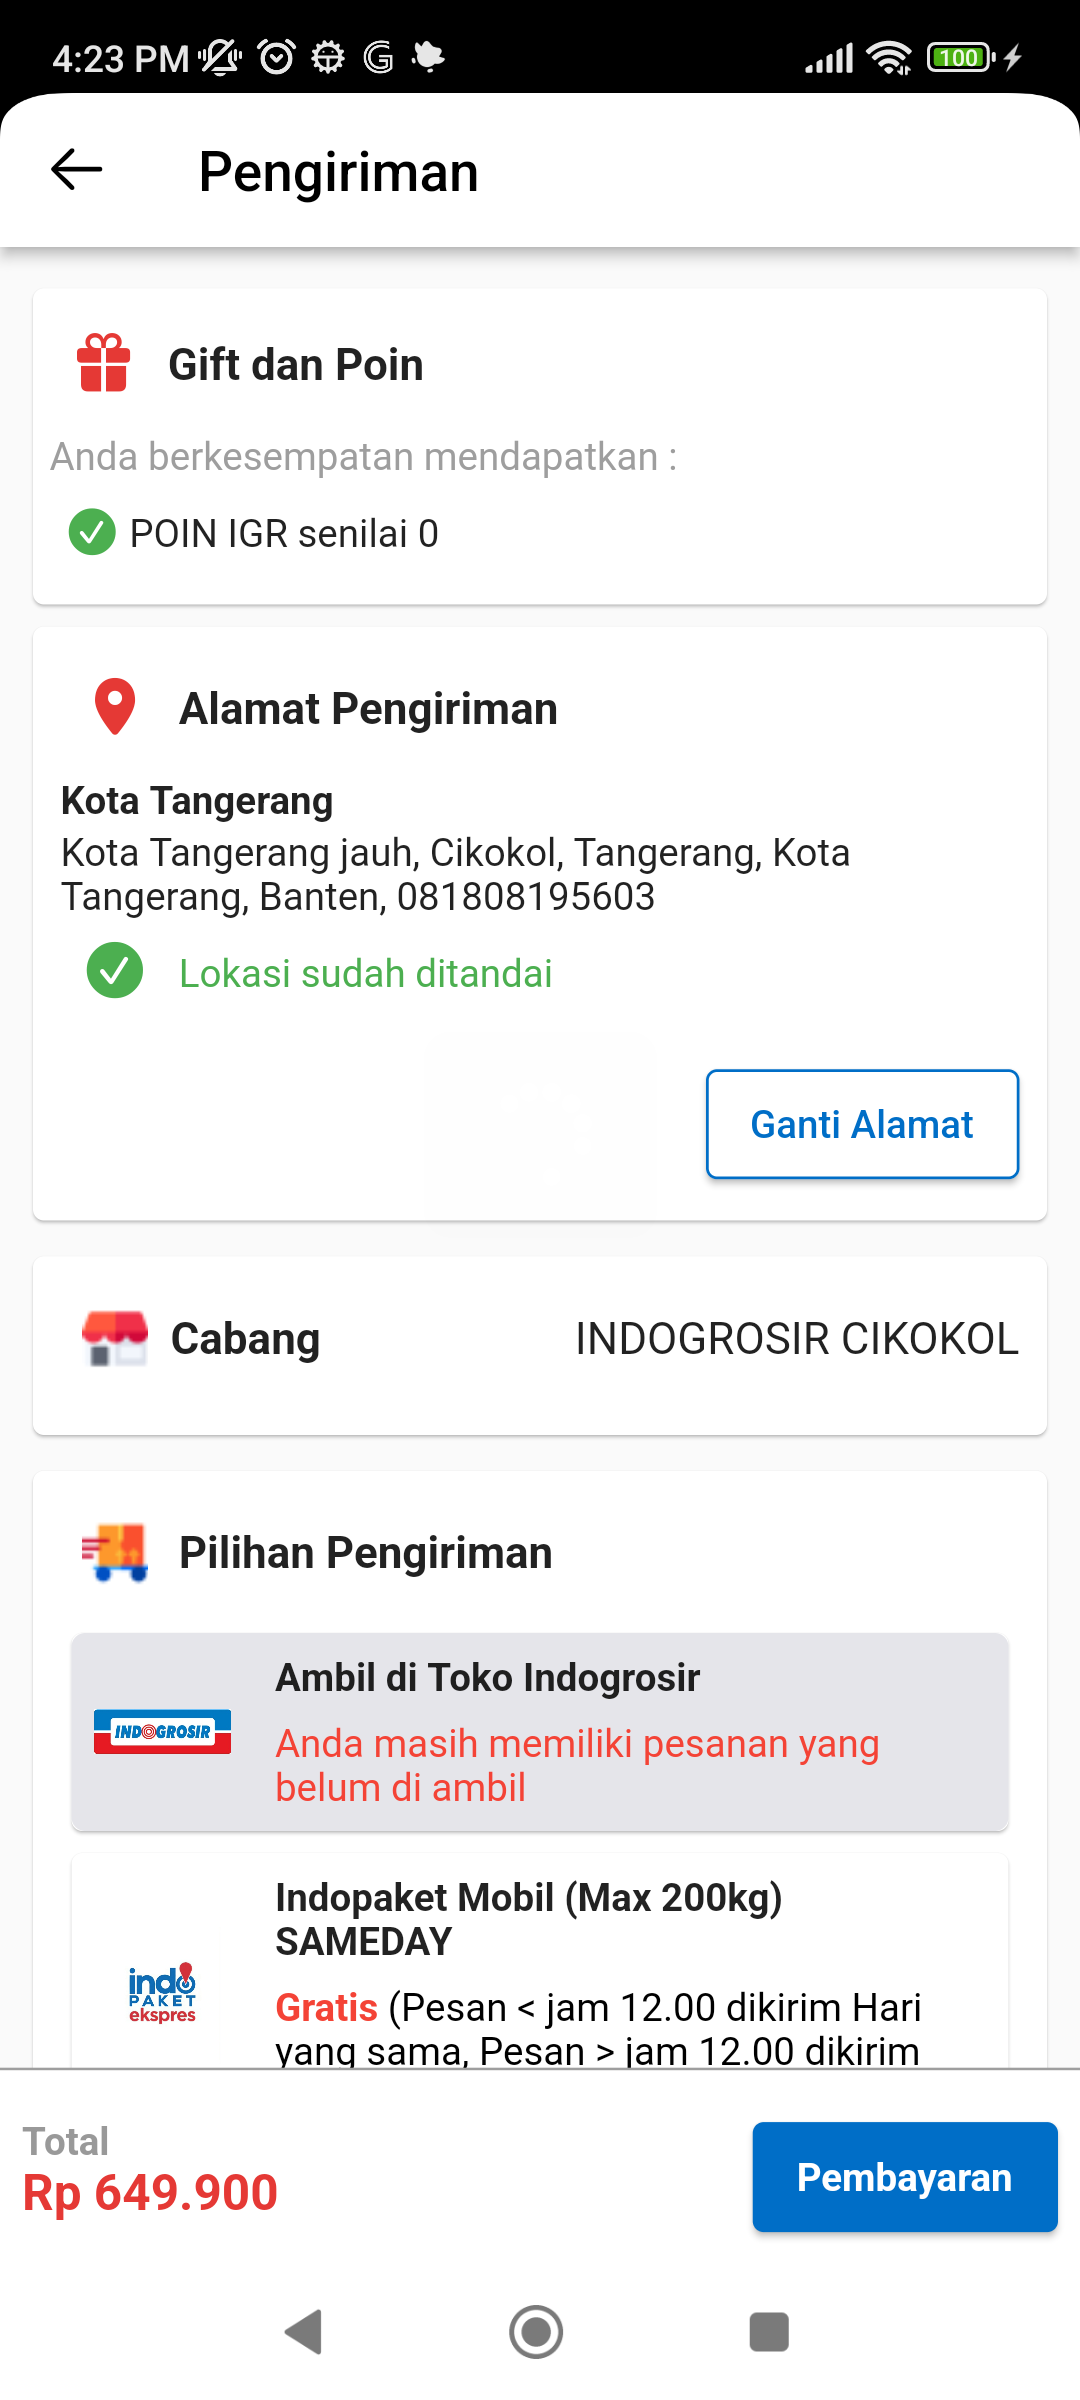 4:23 PM
100
Pengiriman
Gift dan Poin
Anda berkesempatan mendapatkan :
POIN IGR senilai 0
Alamat Pengiriman
Kota Tangerang
Kota Tangerang jauh, Cikokol, Tangerang, Kota
Tangerang, Banten, 081808195603
Lokasi sudah ditandai
Ganti Alamat
Cabang
INDOGROSIR CIKOKOL
Pilihan Pengiriman
Ambil di Toko Indogrosir
INDOGROSIR
Anda masih memiliki pesanan yang
belum di ambil
Indopaket Mobil (Max 200kg)
SAMEDAY
indo
PAKET
ekspres
Gratis (Pesan < jam 12.00 dikirim Hari
yang sama, Pesan > jam 12.00 dikirim
Total
Rp 649.900
Pembayaran